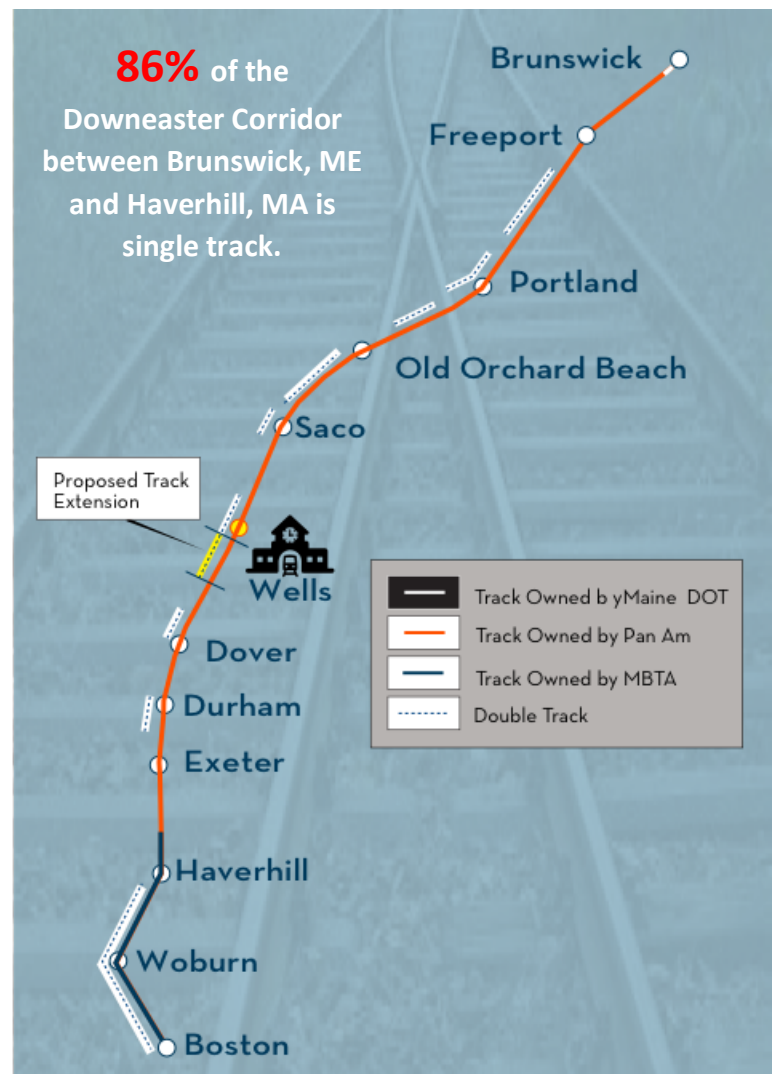 86% of the
Downeaster Corridor
between Brunswick, ME
and Haverhill, MA is
single track.
Brunswick
Freeport
Portland
Old Orchard Beach
Saco
Proposed Track
Extension
Wells
Dover
Durham
Exeter
Haverhill
Woburn
Boston
Track Owned b yMaine DOT
Track Owned by Pan Am
Track Owned by MBTA
Double Track